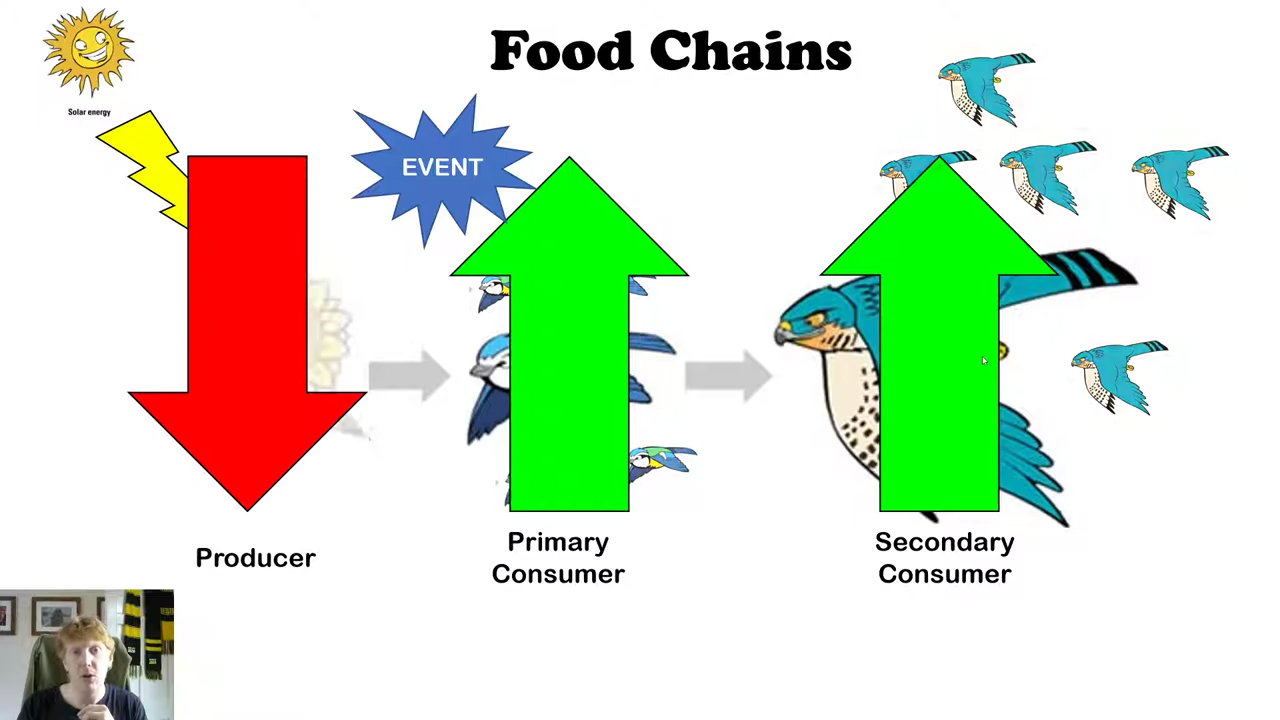 Food Chains
Solar energy
EVENT
Producer
Primary
Consumer
Secondary
Consumer